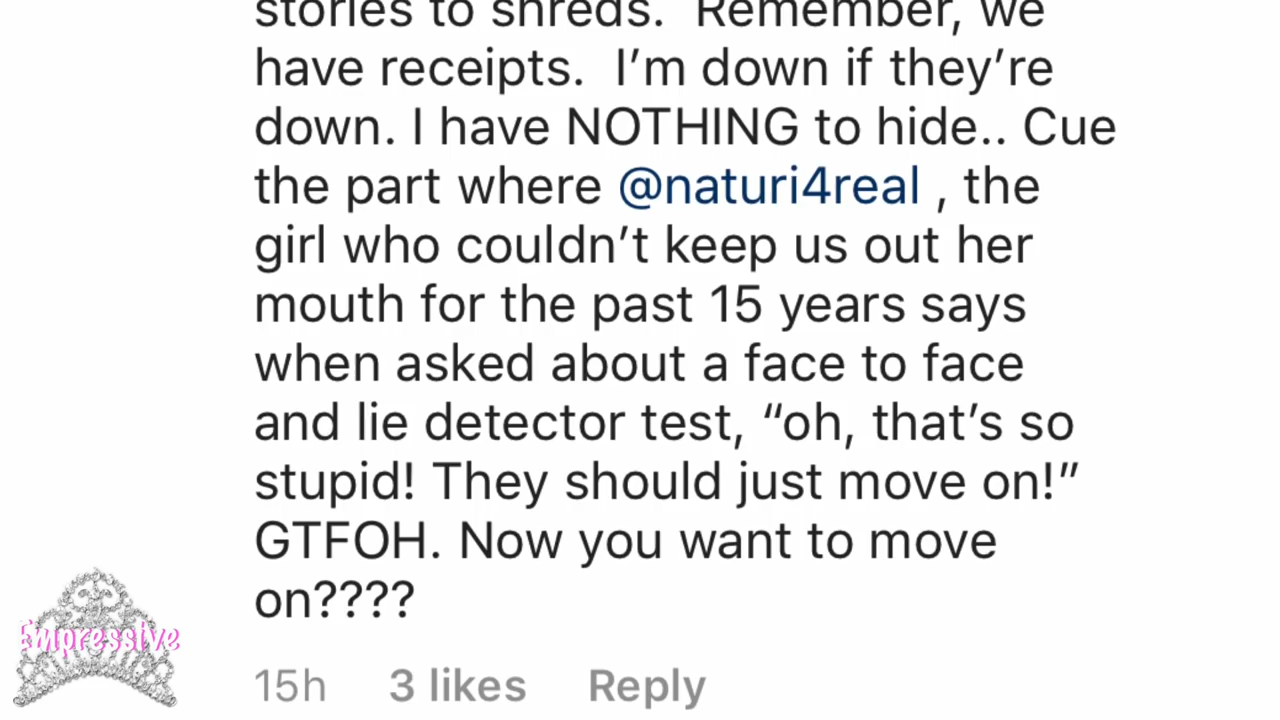 stories to shreds. Remember, we
have receipts. I’m down if they’re
down. I have NOTHING to hide.. Cue
the part where @naturi4real , the
girl who couldn’t keep us out her
mouth for the past 15 years says
when asked about a face to face
and lie detector test, “oh, that’s so
stupid! They should just move on!”
GTFOH. Now you want to move
on????
Empressive
15h 3 likes Reply